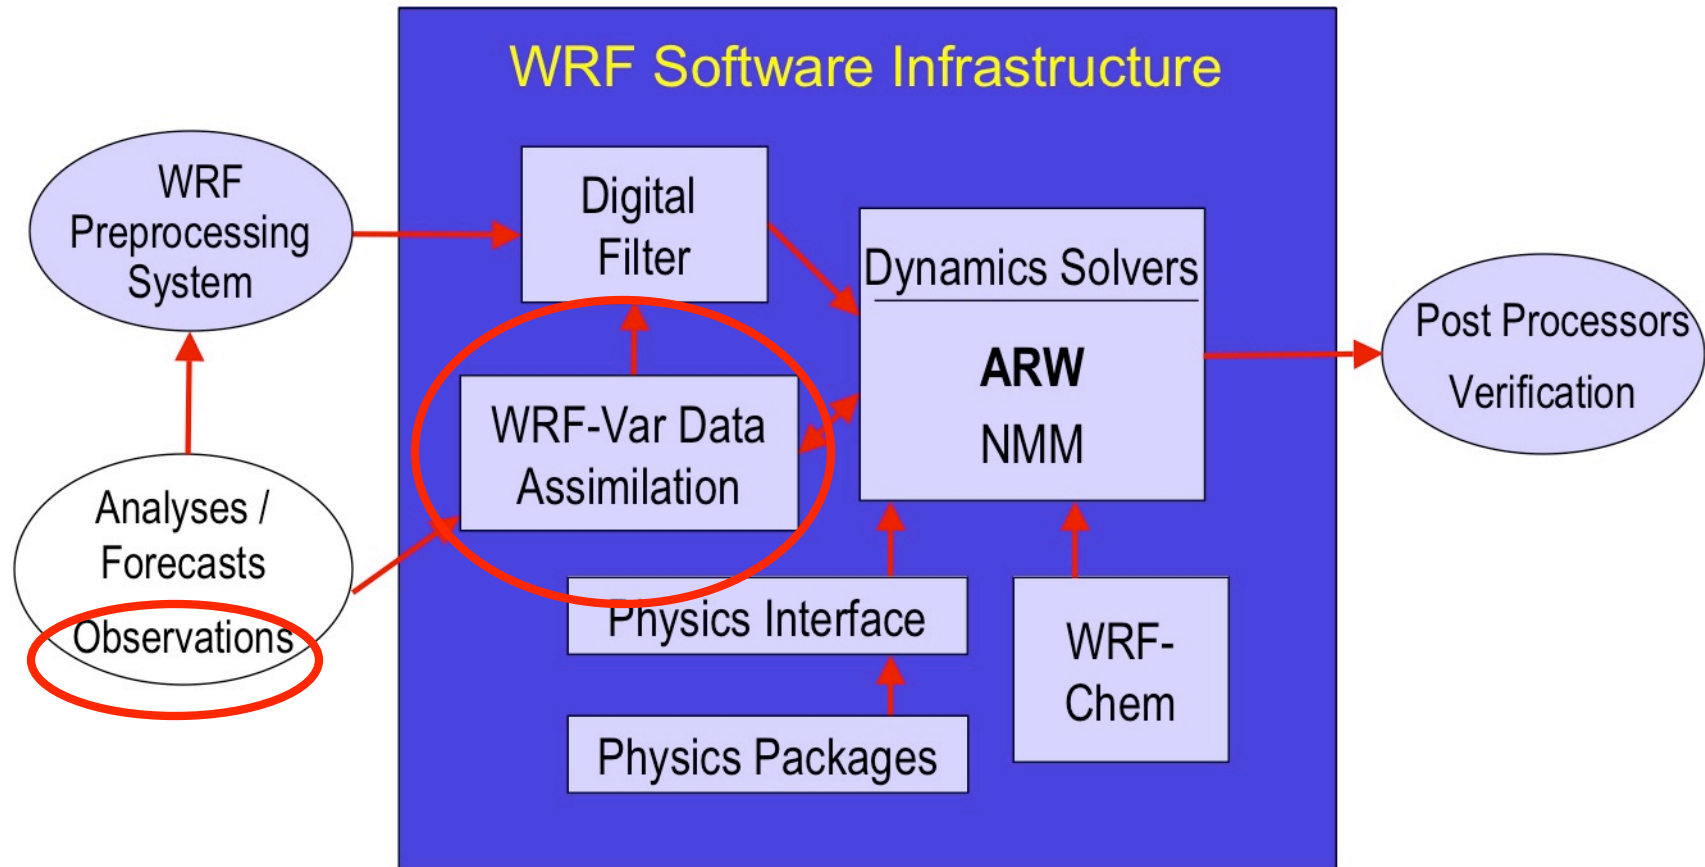 WRF Software Infrastructure
WRF
Preprocessing
System
Digital
Filter
Dynamics Solvers
ARW
NMM
Post Processors
Verification
WRF-Var Data
Assimilation
Analyses /
Forecasts
Observations
Physics Interface
WRF-
Chem
Physics Packages